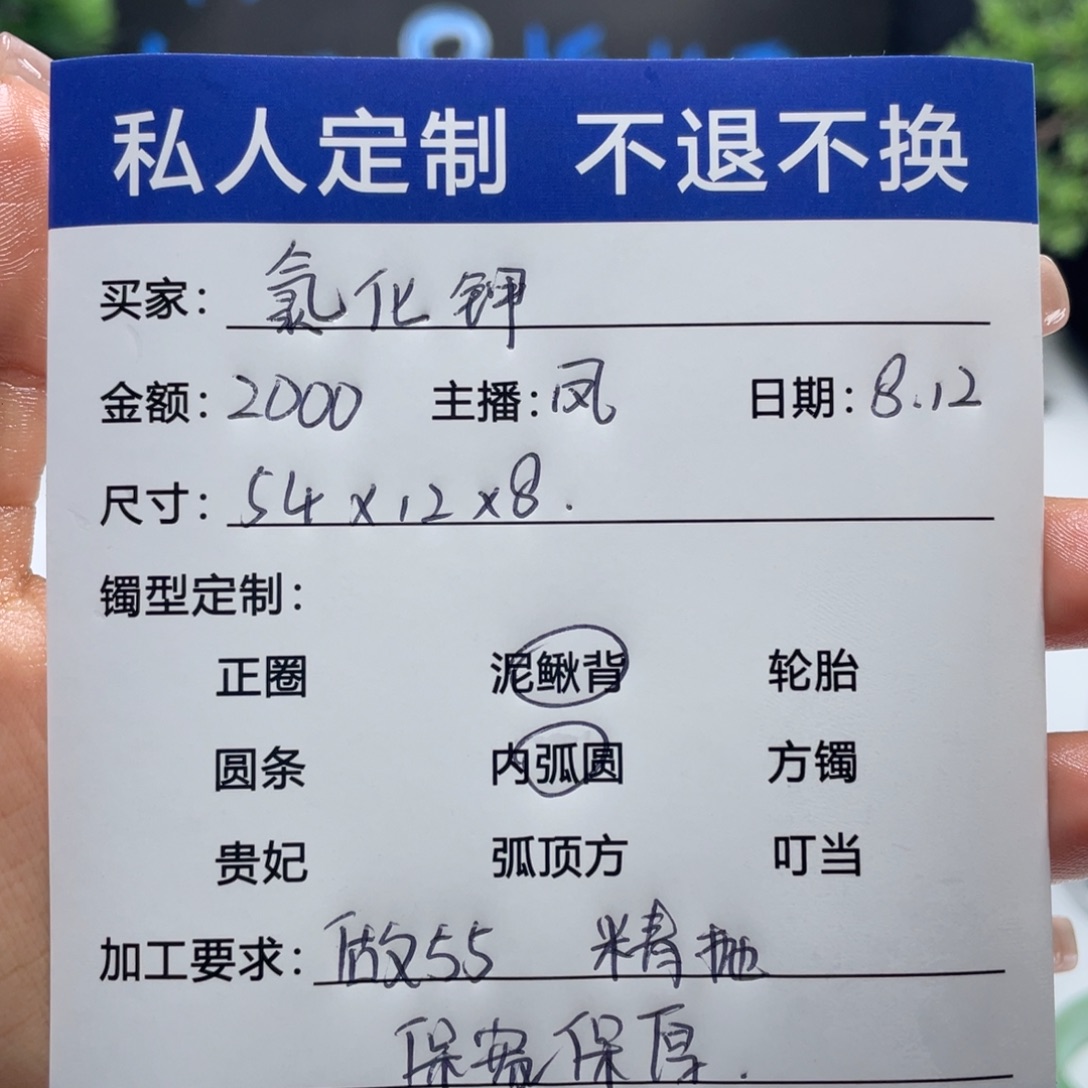 私人定制 不退不换
买家：氯化钾
金额：2000 主播：凤 日期：8.12
尺寸：54×12×8.
镯型定制：
正圈 泥鳅背 轮胎
圆条 内弧圆 方镯
贵妃 弧顶方 叮当
加工要求：做55 精抛
保宽保厚.